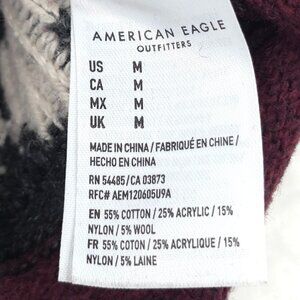 AMERICAN EAGLE
OUTFITTERS
US M
CA M
MX M
UK M
MADE IN CHINA / FABRIQUÉ EN CHINE /
HECHO EN CHINA
RN 54485/CA 03873
RFC# AEM120605U9A
EN 55% COTTON / 25% ACRYLIC / 15%
NYLON / 5% WOOL
FR 55% COTON / 25% ACRYLIQUE / 15%
NYLON / 5% LAINE